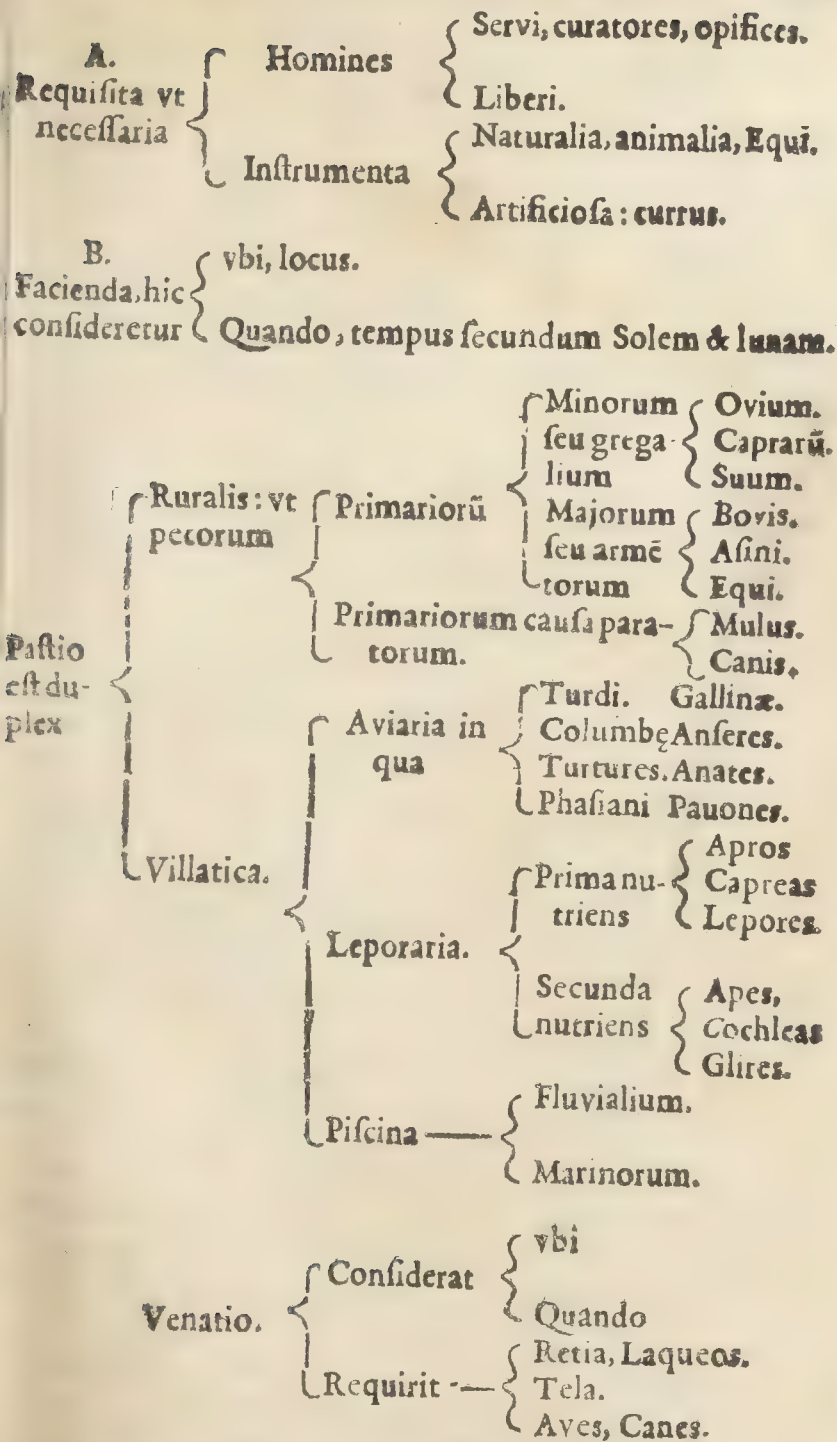 A.
Requiſita vt
neceſſaria
Homines
Servi, curatores, opifices.
Liberi.
Inſtrumenta
Naturalia, animalia, Equi.
Artificioſa: currus.
B.
Facienda, hic
conſideretur
vbi, locus.
Quando, tempus ſecundum Solem & lunam.
Paſtio
eſt du-
plex
Ruralis: vt
pecorum
Primariorũ
Minorum
ſeu grega-
lium
Ovium.
Caprarũ.
Suum.
Majorum
ſeu armẽ
torum
Bovis.
Aſini.
Equi.
Primariorum cauſa para-
torum.
Mulus.
Canis.
Villatica.
Aviaria in
qua
Turdi. Gallinæ.
Columbę Anſeres.
Turtures. Anates.
Phaſiani Pauones.
Leporaria.
Prima nu-
triens
Apros
Capreas
Lepores.
Secunda
nutriens
Apes,
Cochleas
Glires.
Piſcina
Fluvialium.
Marinorum.
Venatio.
Conſiderat
vbi
Quando
Requirit
Retia, Laqueos.
Tela.
Aves, Canes.